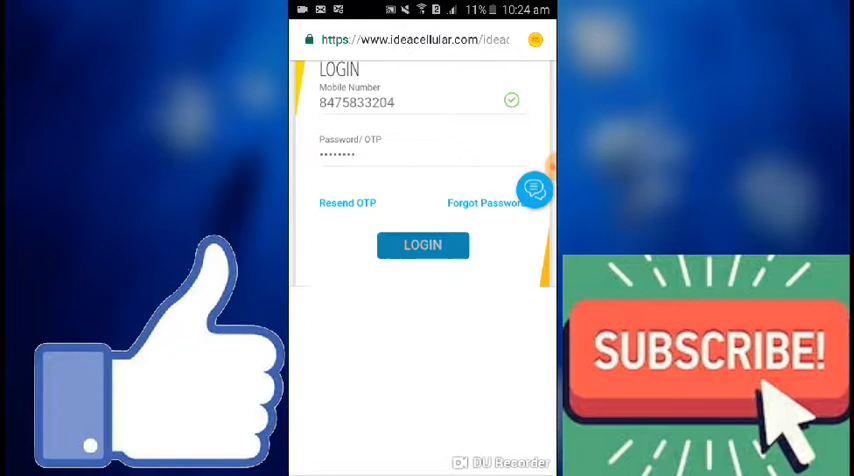 11% 10:24 am
https://www.ideacellular.com/ideac
LOGIN
Mobile Number
8475833204
Password/ OTP
••••••••
Resend OTP
Forgot Password
LOGIN
SUBSCRIBE!
DU Recorder